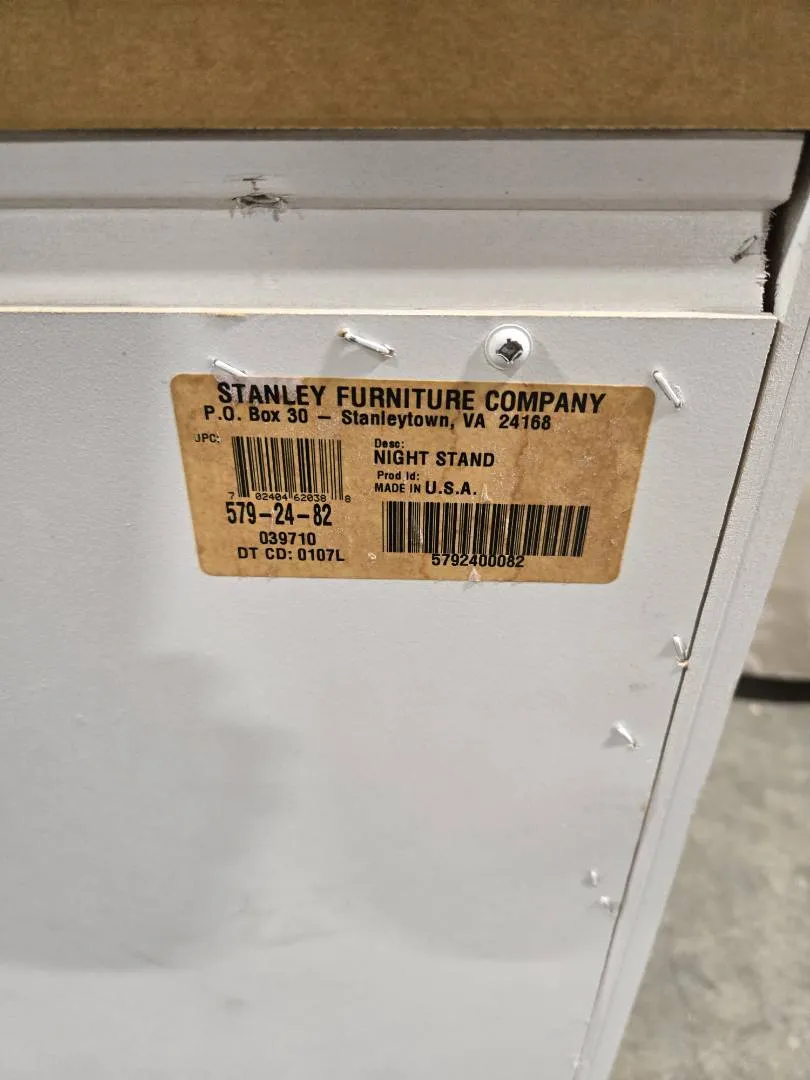 STANLEY FURNITURE COMPANY
P.O. Box 30 – Stanleytown, VA 24168
UPC:
7 02404 62038 8
579-24-82
039710
DT CD: 0107L
Desc:
NIGHT STAND
Prod Id:
MADE IN U.S.A.
5792400082